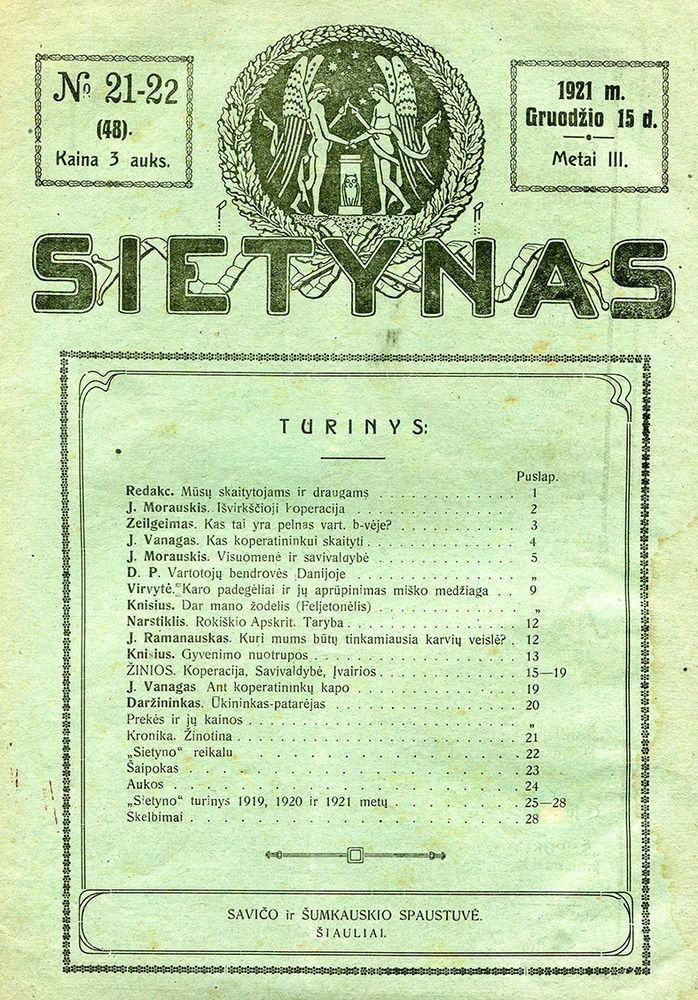 № 21-22
(48).
Kaina 3 auks.
1921 m.
Gruodžio 15 d.
Metai III.
SIETYNAS
TURINYS:
Puslap.
Redakc. Mūsų skaitytojams ir draugams . . . . . . . . . . 1
J. Morauskis. Išvirkščioji koperacija . . . . . . . . . . 2
Zeilgeimas. Kas tai yra pelnas vart. b-vėje? . . . . . . . . . . 3
J. Vanagas. Kas koperatininkui skaityti . . . . . . . . . . 4
J. Morauskis. Visuomenė ir savivaldybė . . . . . . . . . . 5
D. P. Vartotojų bendrovės Danijoje . . . . . . . . . . „
Virvytė. Karo padegėliai ir jų aprūpinimas miško medžiaga . . 9
Knisius. Dar mano žodelis (Feljetonėlis) . . . . . . . . . . „
Narstiklis. Rokiškio Apskrit. Taryba . . . . . . . . . . 12
J. Ramanauskas. Kuri mums būtų tinkamiausia karvių veislė? . 12
Knisius. Gyvenimo nuotrupos . . . . . . . . . . 13
ŽINIOS. Koperacija, Savivaldybė, Įvairios . . . . . . . . . . 15—19
J. Vanagas Ant koperatininkų kapo . . . . . . . . . . 19
Daržininkas. Ūkininkas-patarėjas . . . . . . . . . . 20
Prekės ir jų kainos . . . . . . . . . . „
Kronika. Žinotina . . . . . . . . . . 21
„Sietyno“ reikalu . . . . . . . . . . 22
Šaipokas . . . . . . . . . . 23
Aukos . . . . . . . . . . 24
„Sietyno“ turinys 1919, 1920 ir 1921 metų . . . . . . . . . . 25—28
Skelbimai . . . . . . . . . . 28
SAVIČO ir ŠUMKAUSKIO SPAUSTUVĖ.
ŠIAULIAI.